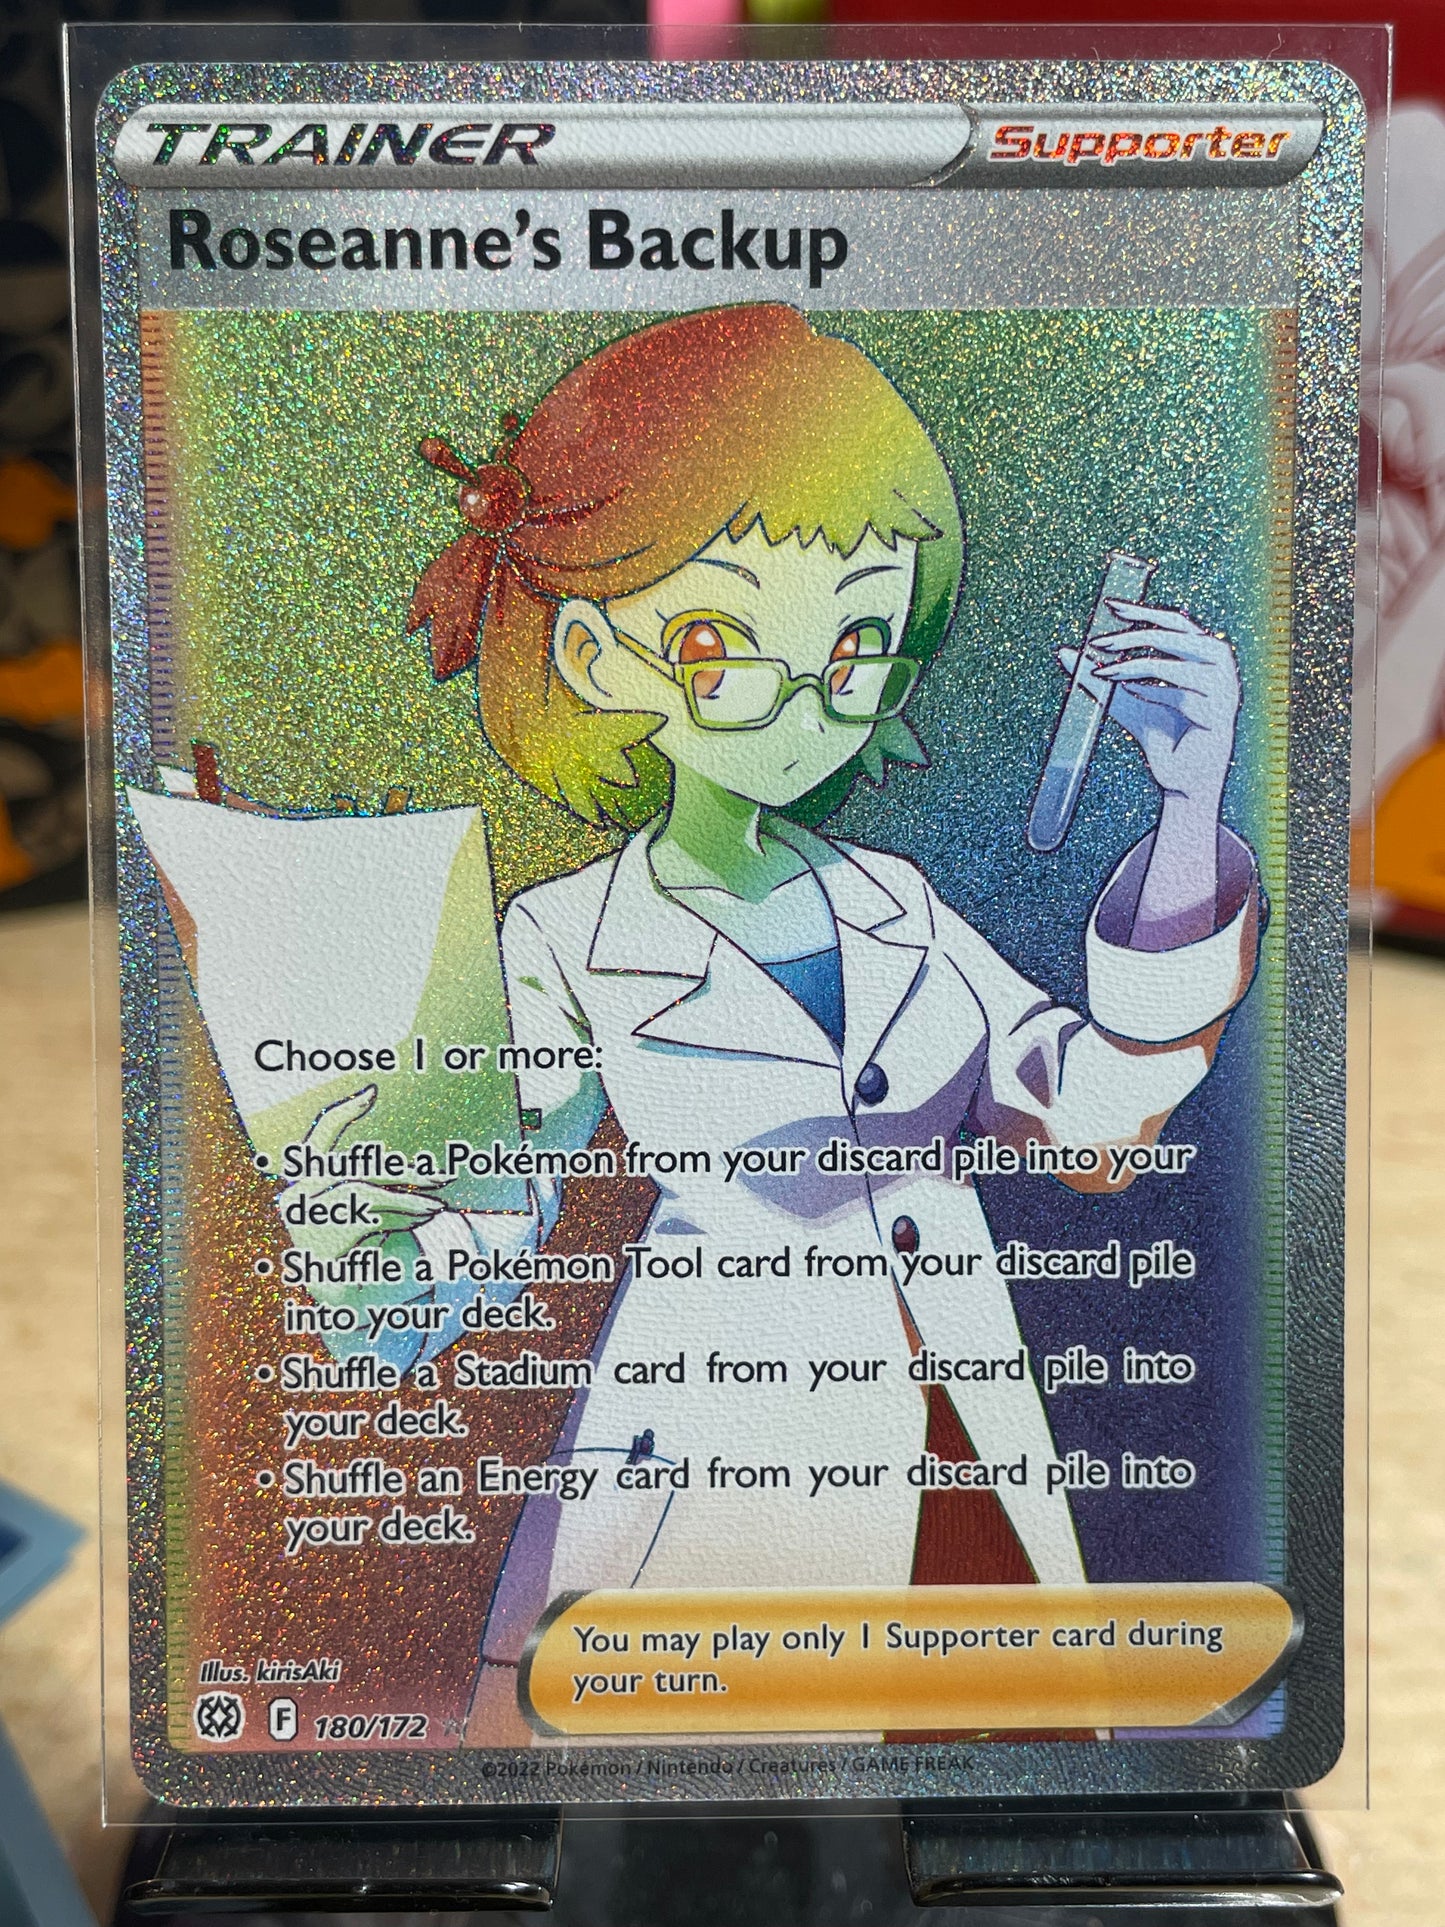 TRAINER Supporter
Roseanne's Backup
Choose 1 or more:
• Shuffle a Pokémon from your discard pile into your
deck.
• Shuffle a Pokémon Tool card from your discard pile
into your deck.
• Shuffle a Stadium card from your discard pile into
your deck.
• Shuffle an Energy card from your discard pile into
your deck.
You may play only 1 Supporter card during
your turn.
Illus. kirisAki
F 180/172
©2022 Pokémon / Nintendo / Creatures / GAME FREAK